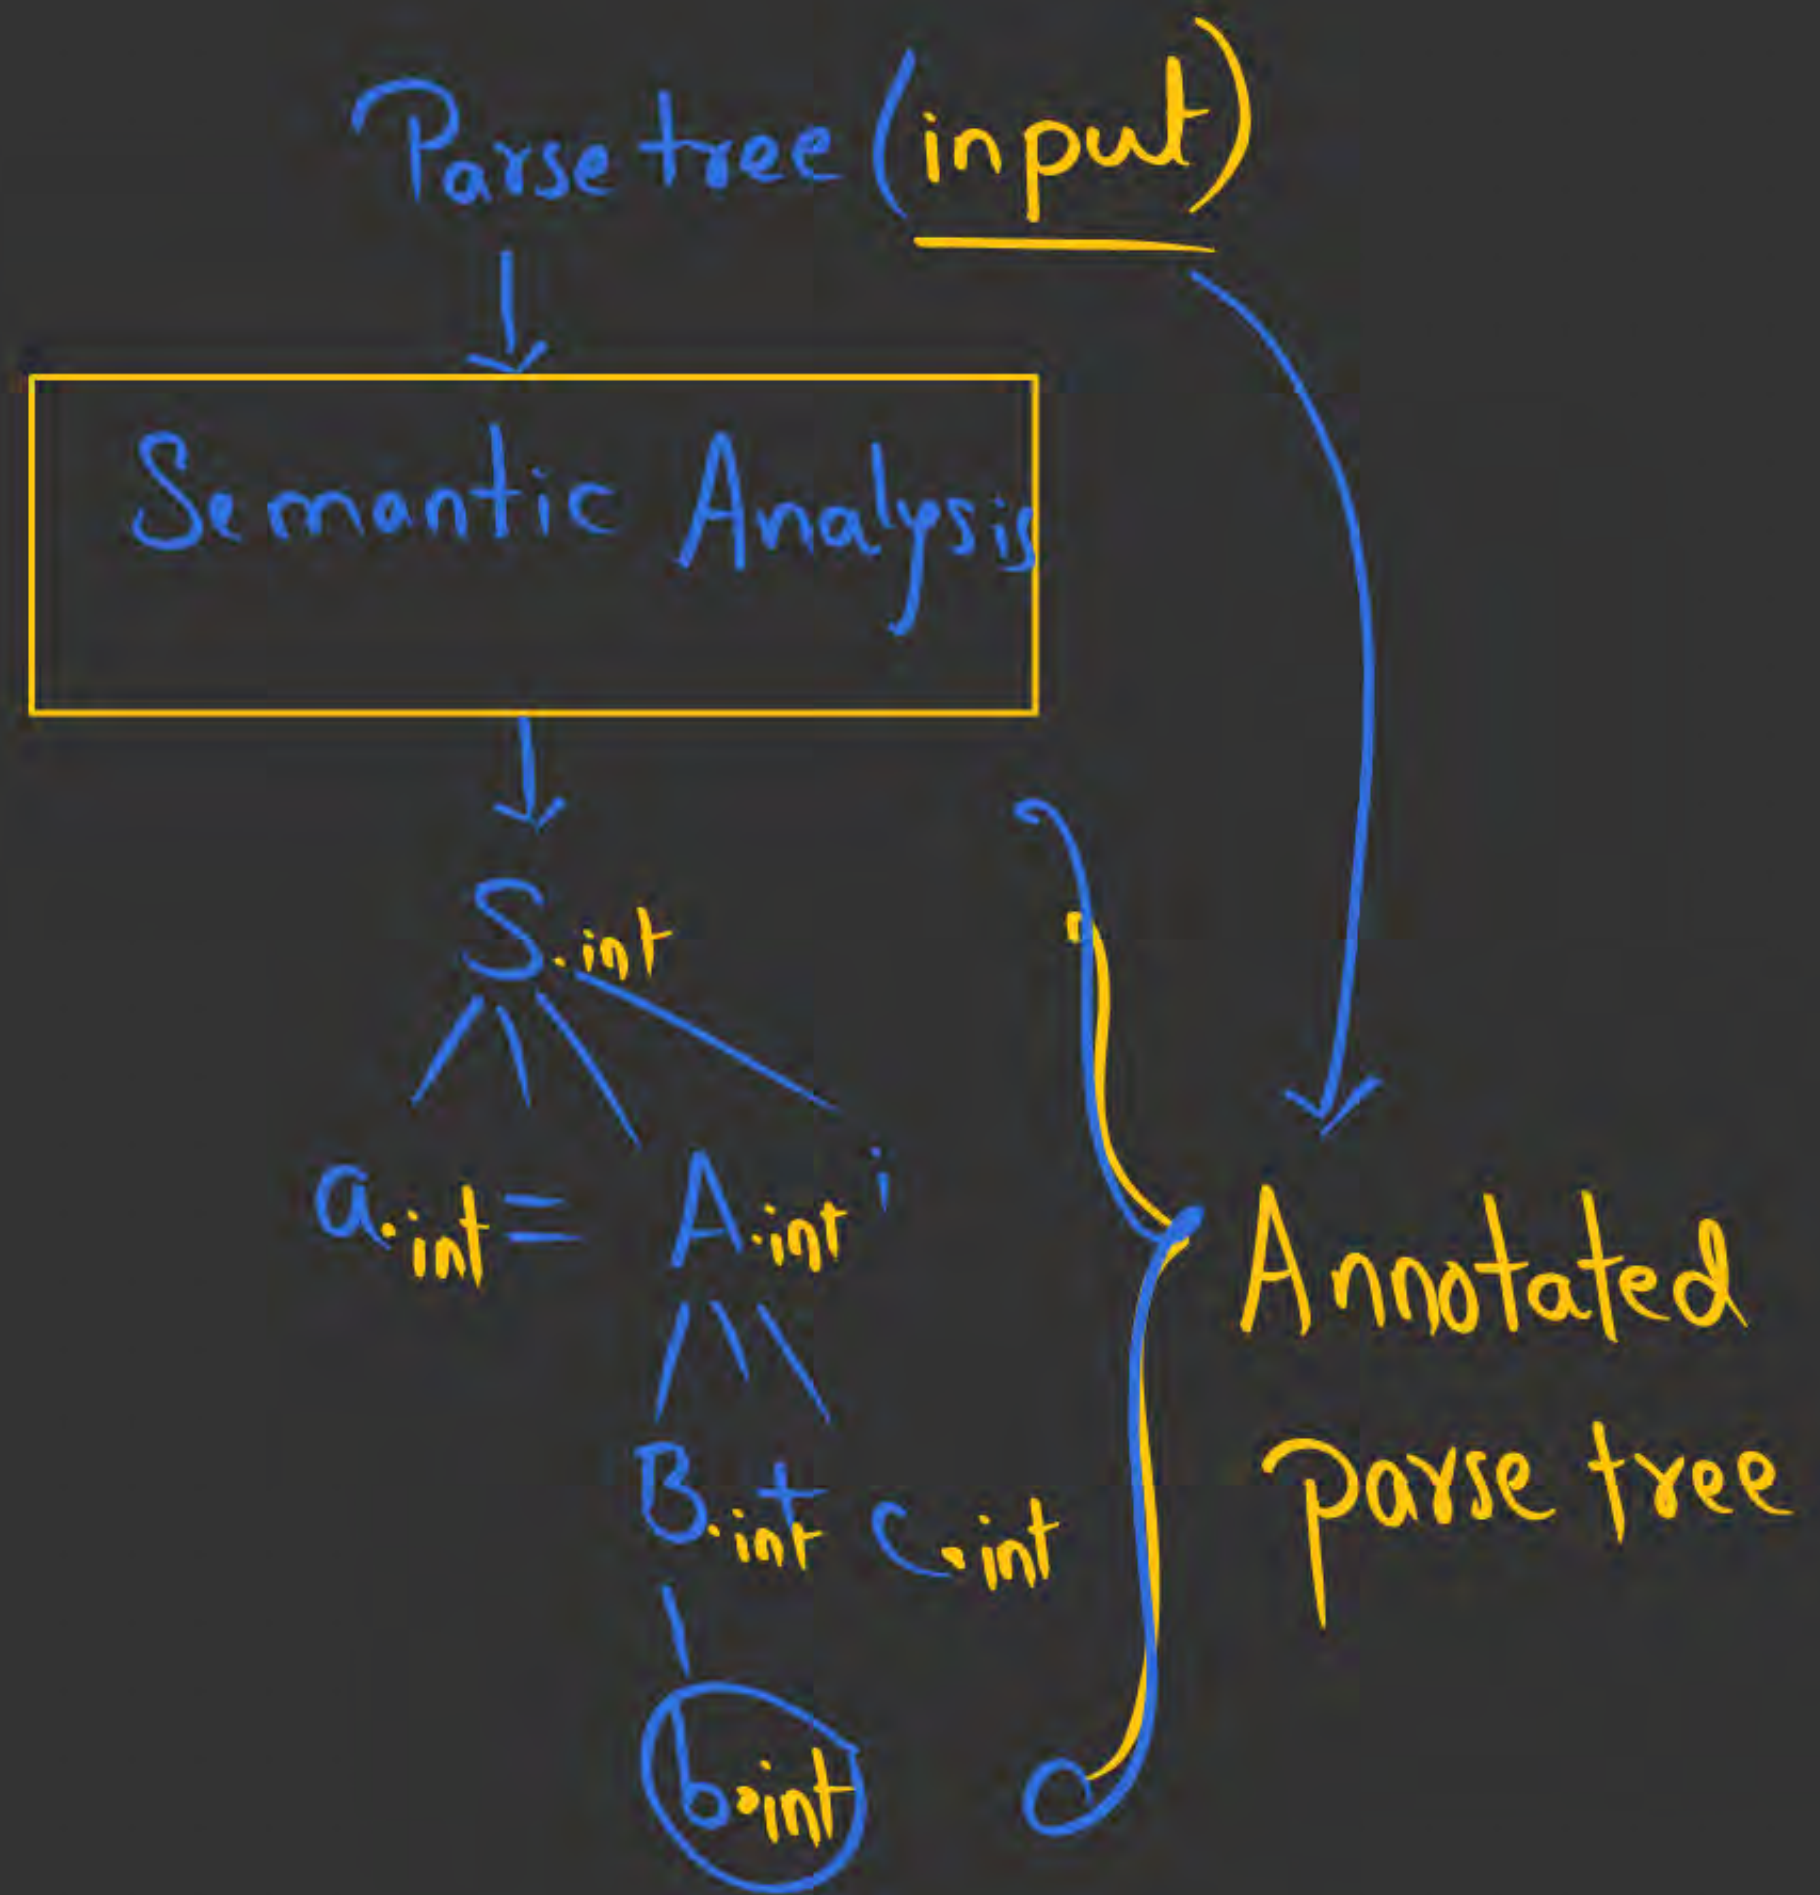 Parse tree (input)
Semantic Analysis
S.int
a.int = A.int ;
Annotated
parse tree
B.int + c.int
b.int